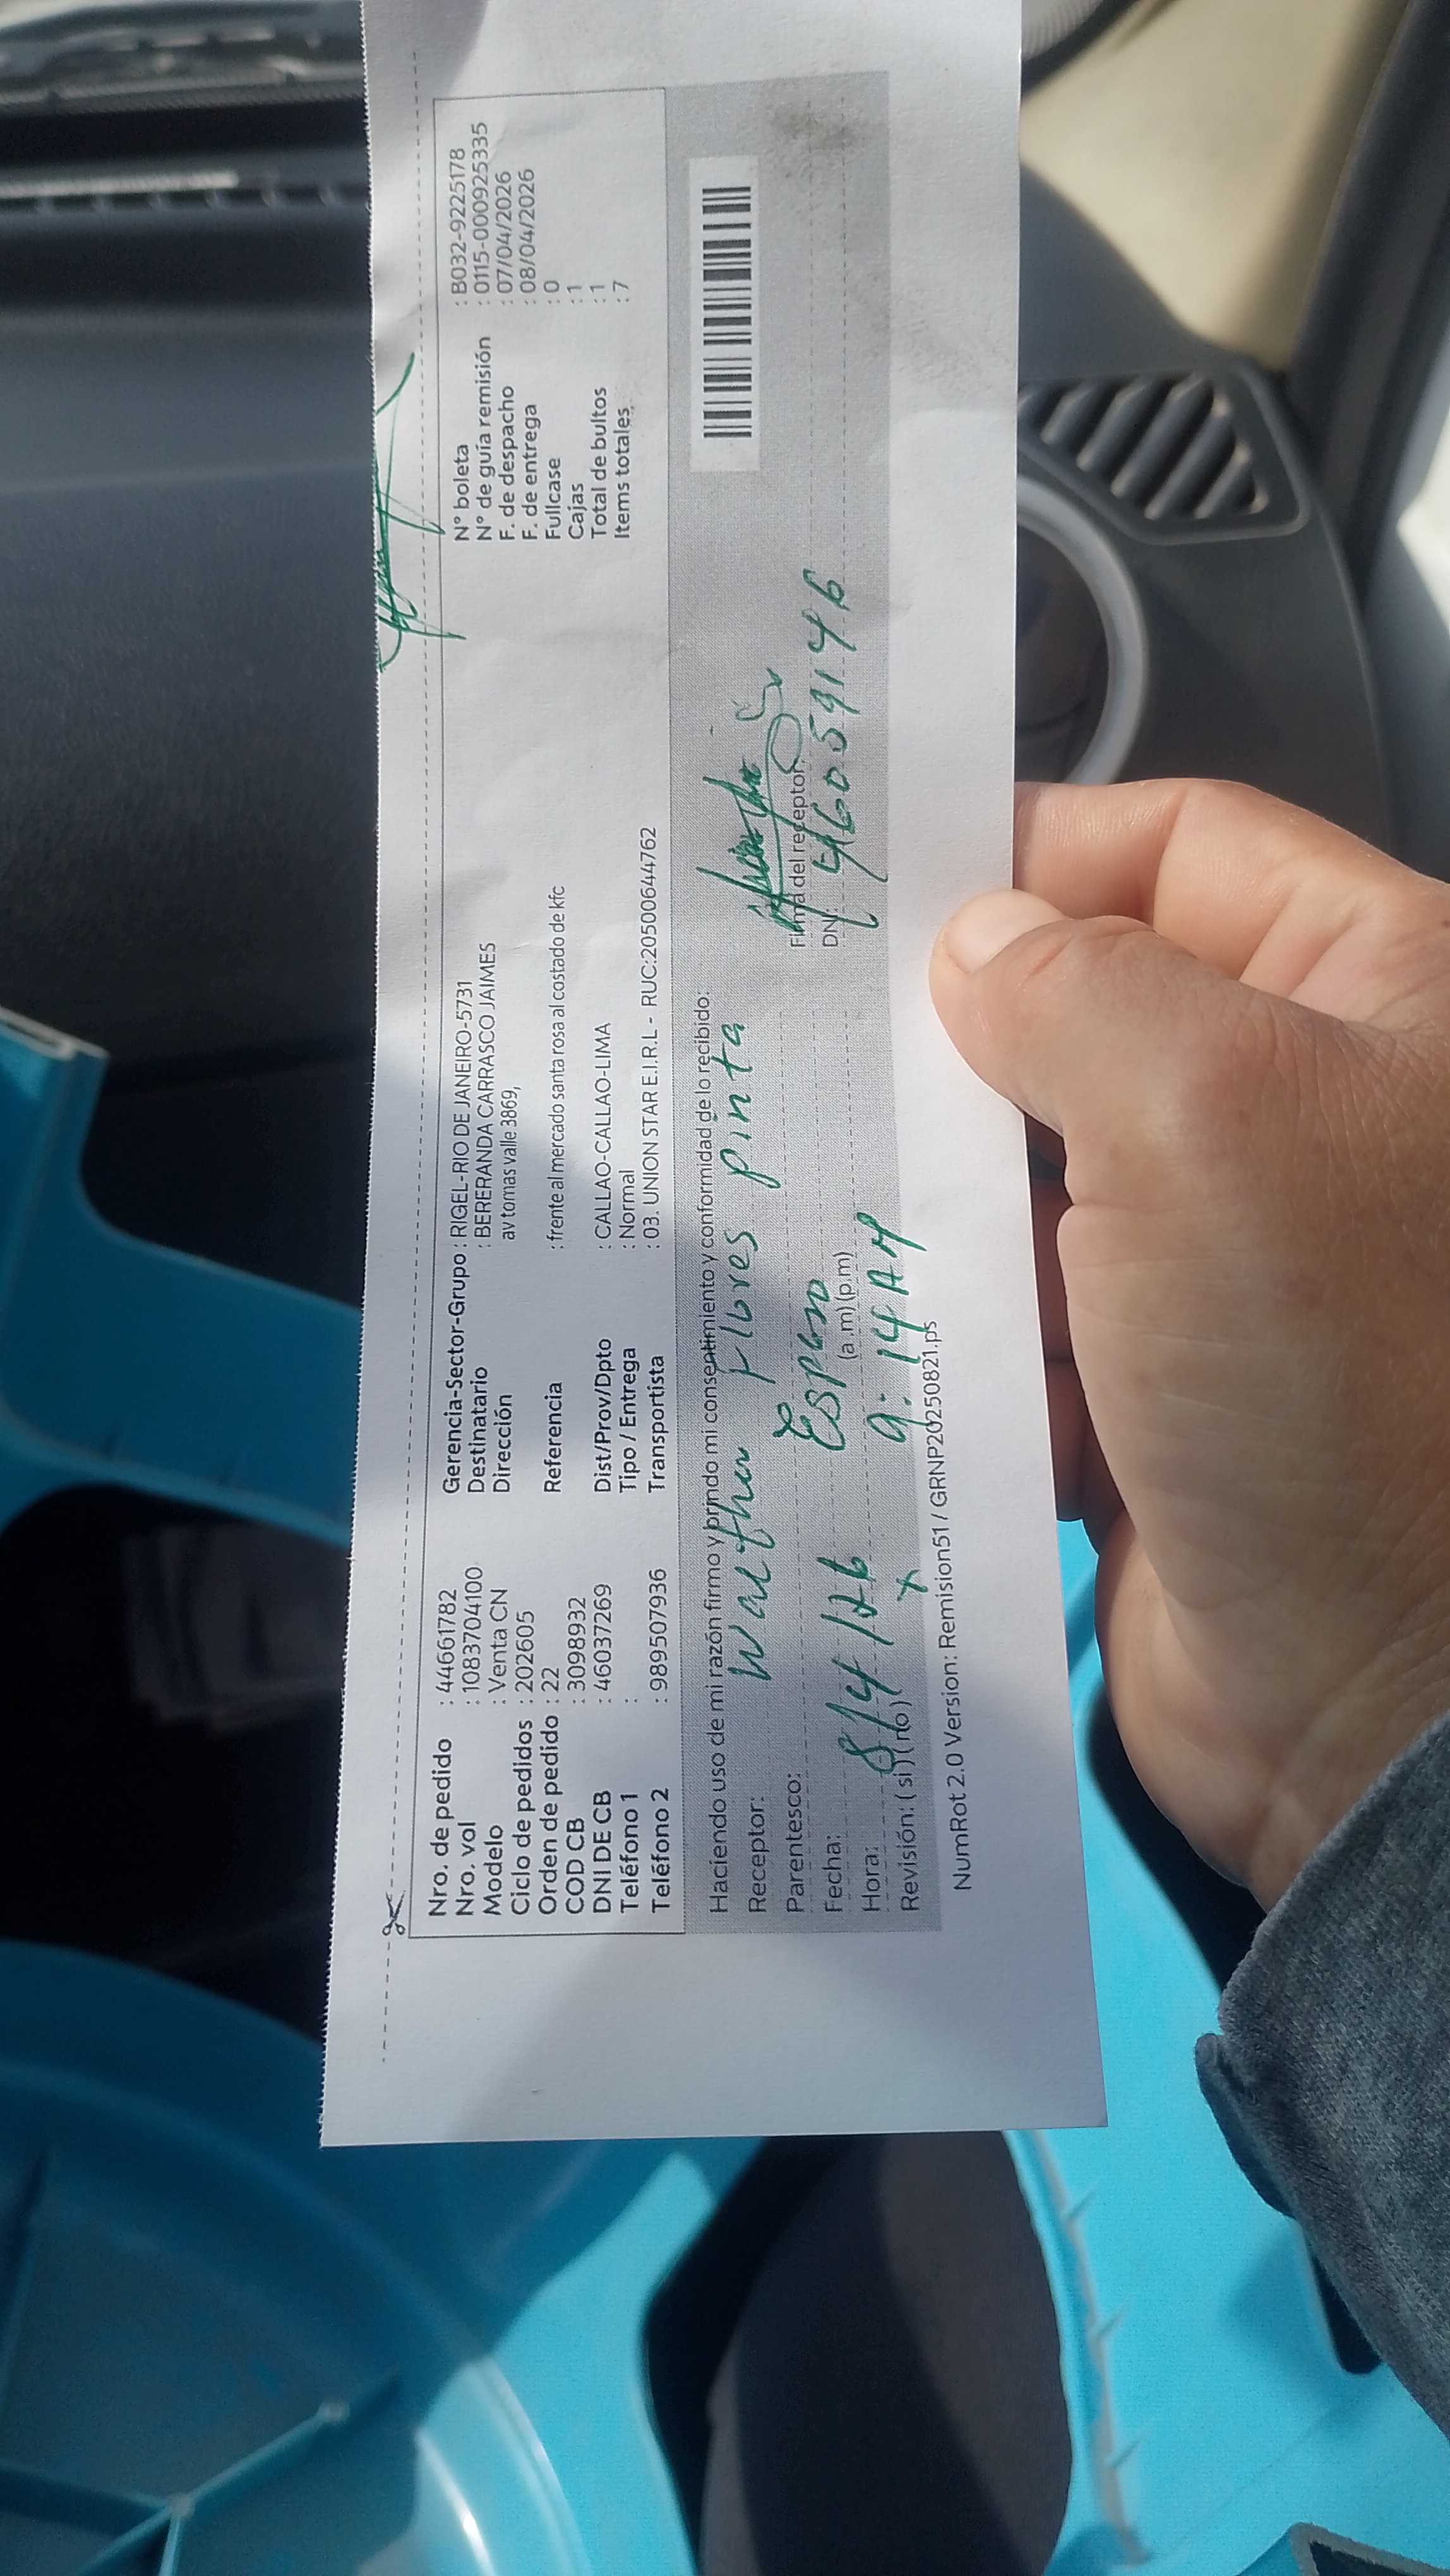 Nro. de pedido : 44661782
Nro. vol : 1083704100
Modelo : Venta CN
Ciclo de pedidos : 202605
Orden de pedido : 22
COD CB : 3098932
DNI DE CB : 46037269
Teléfono 1 :
Teléfono 2 : 989507936
Gerencia-Sector-Grupo : RIGEL-RIO DE JANEIRO-5731
Destinatario : BERERANDA CARRASCO JAIMES
Dirección av tomas valle 3869,
Referencia : frente al mercado santa rosa al costado de kfc
Dist/Prov/Dpto : CALLAO-CALLAO-LIMA
Tipo / Entrega : Normal
Transportista : 03. UNION STAR E.I.R.L - RUC:20500644762
N° boleta : B032-9225178
N° de guía remisión : 0115-000925335
F. de despacho : 07/04/2026
F. de entrega : 08/04/2026
Fullcase : 0
Cajas : 1
Total de bultos : 1
Items totales : 7
Haciendo uso de mi razón firmo y brindo mi consentimiento y conformidad de lo recibido:
Receptor: Walther Flores pinta
Parentesco: Esposo
Fecha: 8/4/26
Hora: (a.m) (p.m) 9:14 AM
Revisión: ( si ) ( no ) x
Firma del receptor
DNI: 46059146
NumRot 2.0 Version: Remision51 / GRNP20250821.ps